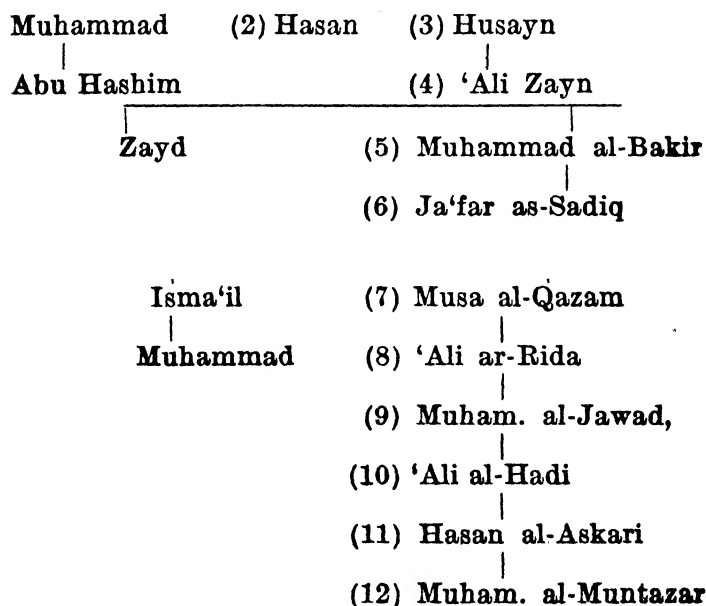 Muhammad (2) Hasan (3) Husayn
Abu Hashim (4) ‘Ali Zayn
Zayd (5) Muhammad al-Bakir
(6) Ja‘far as-Sadiq
Isma‘il (7) Musa al-Qazam
Muhammad (8) ‘Ali ar-Rida
(9) Muham. al-Jawad,
(10) ‘Ali al-Hadi
(11) Hasan al-Askari
(12) Muham. al-Muntazar